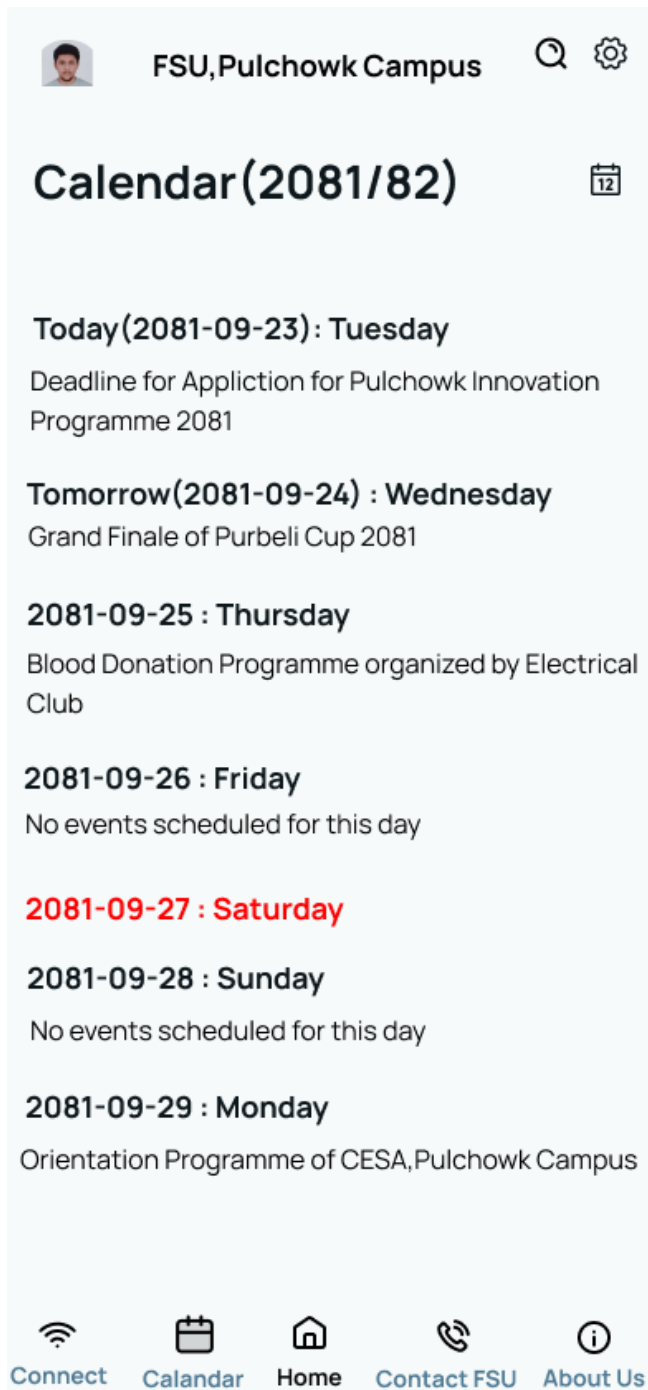 FSU,Pulchowk Campus
Calendar(2081/82)
12
Today(2081-09-23): Tuesday
Deadline for Appliction for Pulchowk Innovation
Programme 2081
Tomorrow(2081-09-24) : Wednesday
Grand Finale of Purbeli Cup 2081
2081-09-25 : Thursday
Blood Donation Programme organized by Electrical
Club
2081-09-26 : Friday
No events scheduled for this day
2081-09-27 : Saturday
2081-09-28 : Sunday
No events scheduled for this day
2081-09-29 : Monday
Orientation Programme of CESA,Pulchowk Campus
Connect Calandar Home Contact FSU About Us